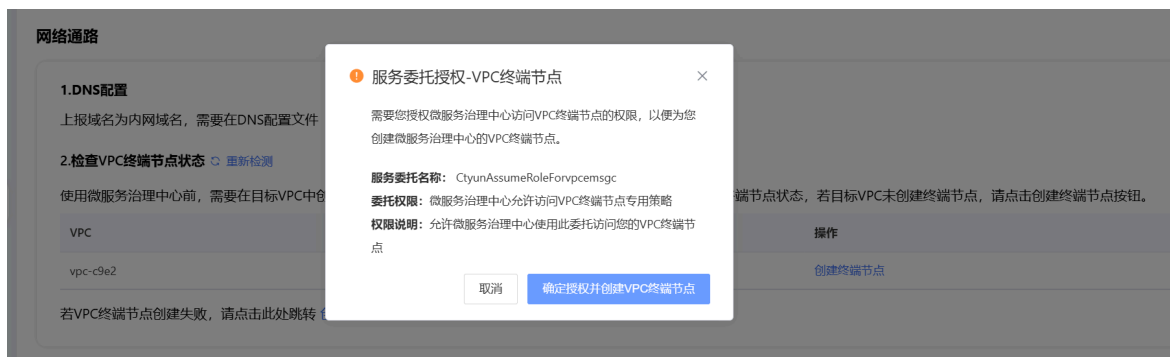 网络通路
服务委托授权-VPC终端节点
1.DNS配置
上报域名为内网域名，需要在DNS配置文件
需要您授权微服务治理中心访问VPC终端节点的权限，以便为您
创建微服务治理中心的VPC终端节点。
2.检查VPC终端节点状态 重新检测
服务委托名称： CtyunAssumeRoleForvpcemsgc
使用微服务治理中心前，需要在目标VPC中创
端节点状态，若目标VPC未创建终端节点，请点击创建终端节点按钮。
委托权限：微服务治理中心允许访问VPC终端节点专用策略
权限说明：允许微服务治理中心使用此委托访问您的VPC终端节
点
VPC
操作
vpc-c9e2
创建终端节点
取消
确定授权并创建VPC终端节点
若VPC终端节点创建失败，请点击此处跳转